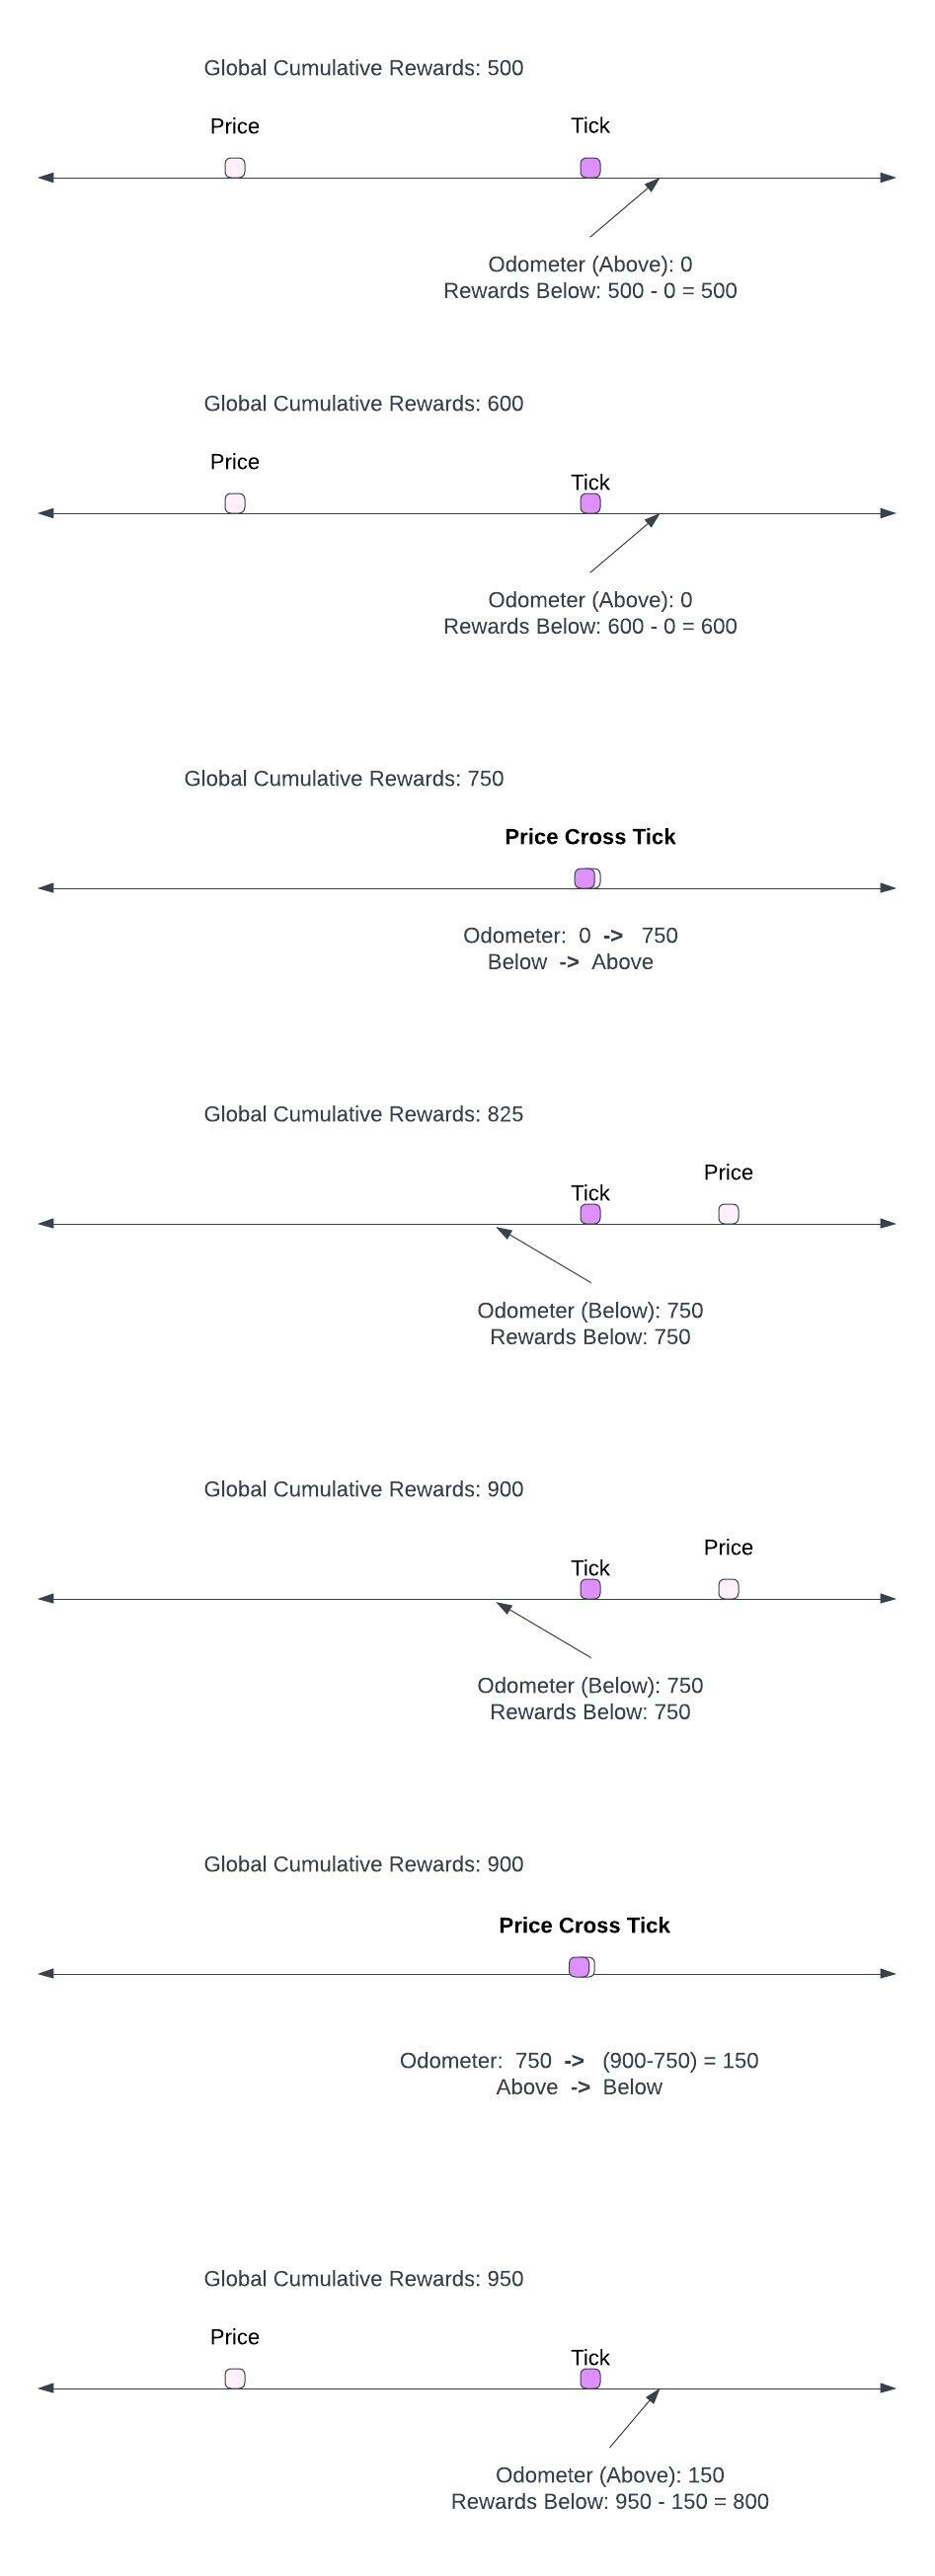 Global Cumulative Rewards: 500
Price
Tick
Odometer (Above): 0
Rewards Below: 500 - 0 = 500
Global Cumulative Rewards: 600
Price
Tick
Odometer (Above): 0
Rewards Below: 600 - 0 = 600
Global Cumulative Rewards: 750
Price Cross Tick
Odometer: 0 -> 750
Below -> Above
Global Cumulative Rewards: 825
Price
Tick
Odometer (Below): 750
Rewards Below: 750
Global Cumulative Rewards: 900
Price
Tick
Odometer (Below): 750
Rewards Below: 750
Global Cumulative Rewards: 900
Price Cross Tick
Odometer: 750 -> (900-750) = 150
Above -> Below
Global Cumulative Rewards: 950
Price
Tick
Odometer (Above): 150
Rewards Below: 950 - 150 = 800